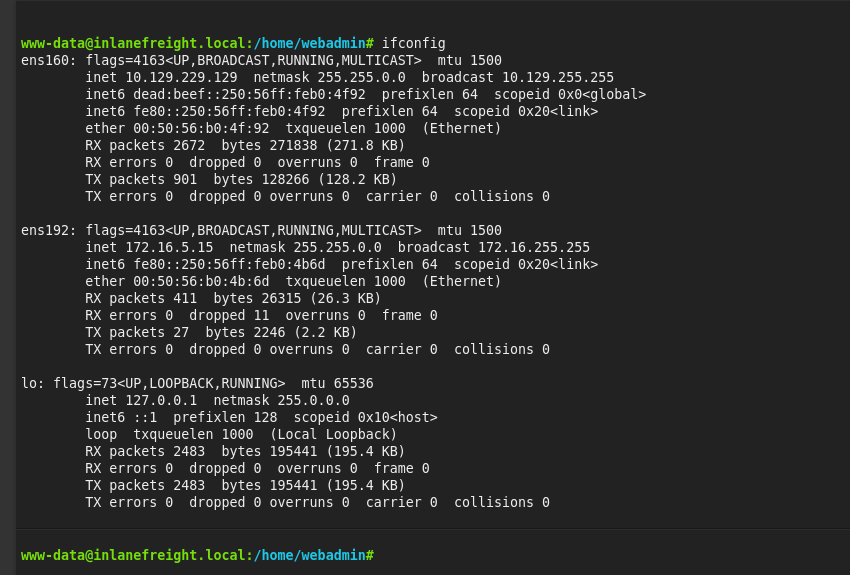 www-data@inlanefreight.local:/home/webadmin# ifconfig
ens160: flags=4163<UP,BROADCAST,RUNNING,MULTICAST>  mtu 1500
        inet 10.129.229.129  netmask 255.255.0.0  broadcast 10.129.255.255
        inet6 dead:beef::250:56ff:feb0:4f92  prefixlen 64  scopeid 0x0<global>
        inet6 fe80::250:56ff:feb0:4f92  prefixlen 64  scopeid 0x20<link>
        ether 00:50:56:b0:4f:92  txqueuelen 1000  (Ethernet)
        RX packets 2672  bytes 271838 (271.8 KB)
        RX errors 0  dropped 0  overruns 0  frame 0
        TX packets 901  bytes 128266 (128.2 KB)
        TX errors 0  dropped 0 overruns 0  carrier 0  collisions 0

ens192: flags=4163<UP,BROADCAST,RUNNING,MULTICAST>  mtu 1500
        inet 172.16.5.15  netmask 255.255.0.0  broadcast 172.16.255.255
        inet6 fe80::250:56ff:feb0:4b6d  prefixlen 64  scopeid 0x20<link>
        ether 00:50:56:b0:4b:6d  txqueuelen 1000  (Ethernet)
        RX packets 411  bytes 26315 (26.3 KB)
        RX errors 0  dropped 11  overruns 0  frame 0
        TX packets 27  bytes 2246 (2.2 KB)
        TX errors 0  dropped 0 overruns 0  carrier 0  collisions 0

lo: flags=73<UP,LOOPBACK,RUNNING>  mtu 65536
        inet 127.0.0.1  netmask 255.0.0.0
        inet6 ::1  prefixlen 128  scopeid 0x10<host>
        loop  txqueuelen 1000  (Local Loopback)
        RX packets 2483  bytes 195441 (195.4 KB)
        RX errors 0  dropped 0  overruns 0  frame 0
        TX packets 2483  bytes 195441 (195.4 KB)
        TX errors 0  dropped 0 overruns 0  carrier 0  collisions 0

www-data@inlanefreight.local:/home/webadmin#